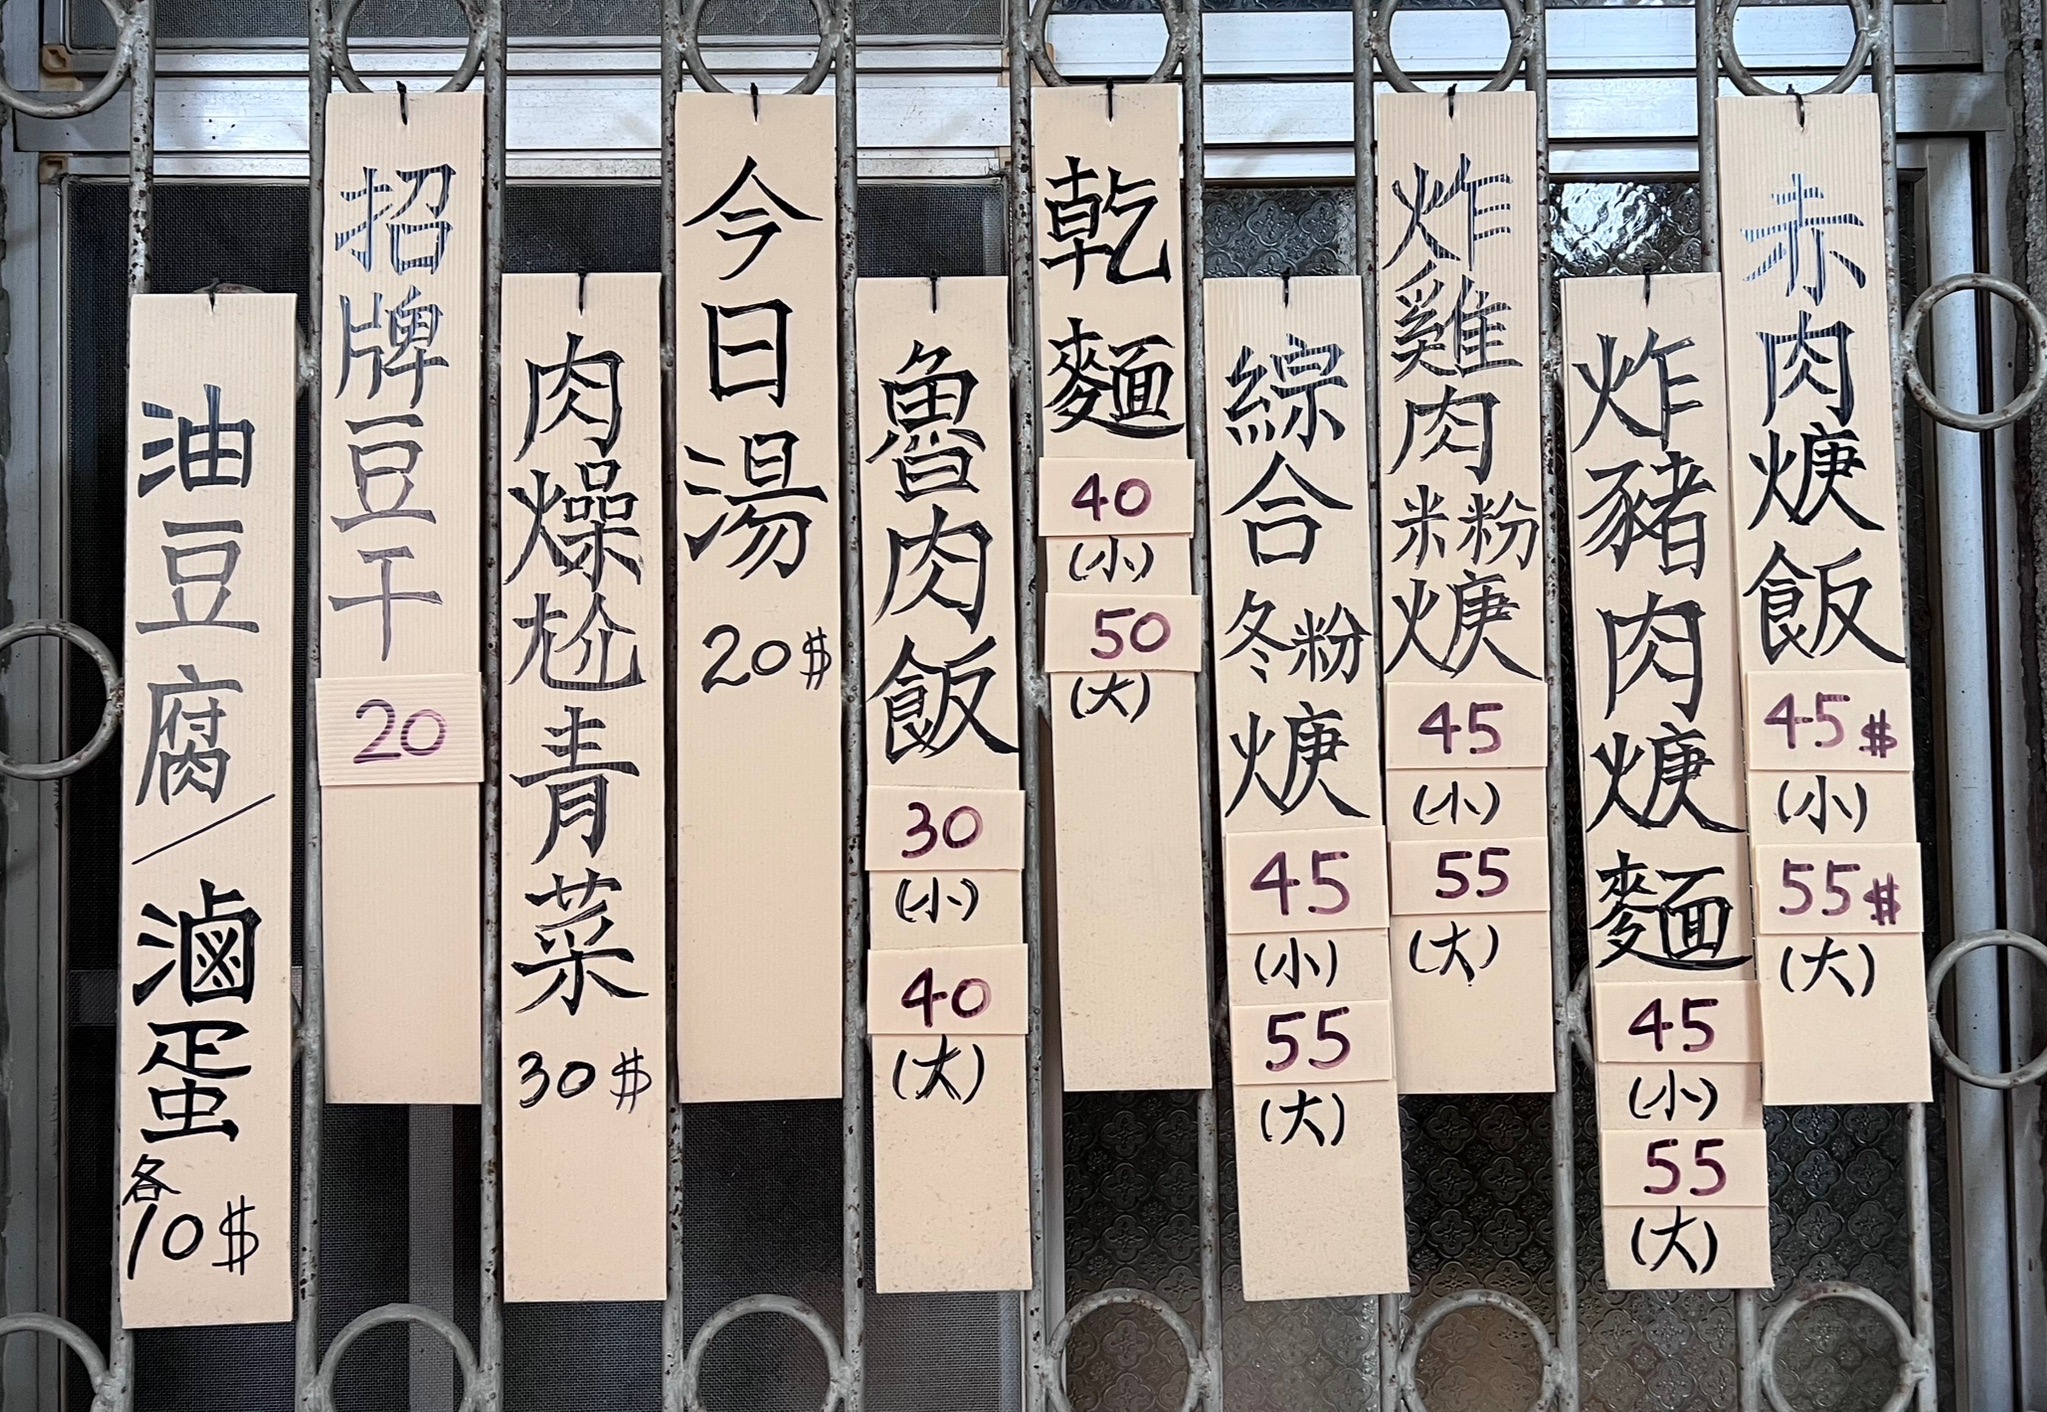 赤肉焿飯
45$
(小)
55$
(大)
炸豬肉焿麵
45
(小)
55
(大)
炸雞肉米粉焿
45
(小)
55
(大)
綜合冬粉焿
45
(小)
55
(大)
乾麵
40
(小)
50
(大)
魯肉飯
30
(小)
40
(大)
今日湯
20$
肉燥尬青菜
30$
招牌豆干
20
油豆腐/滷蛋
各
10$